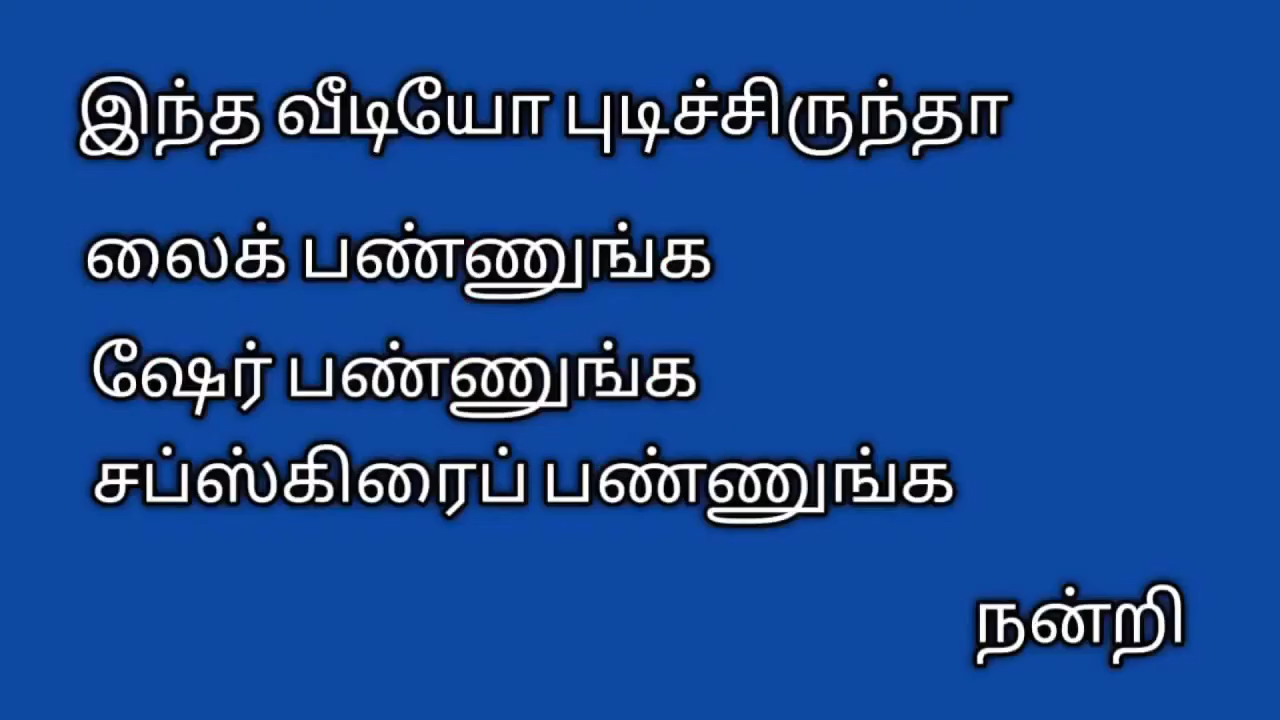 இந்த வீடியோ புடிச்சிருந்தா
லைக் பண்ணுங்க
ஷேர் பண்ணுங்க
சப்ஸ்கிரைப் பண்ணுங்க
நன்றி